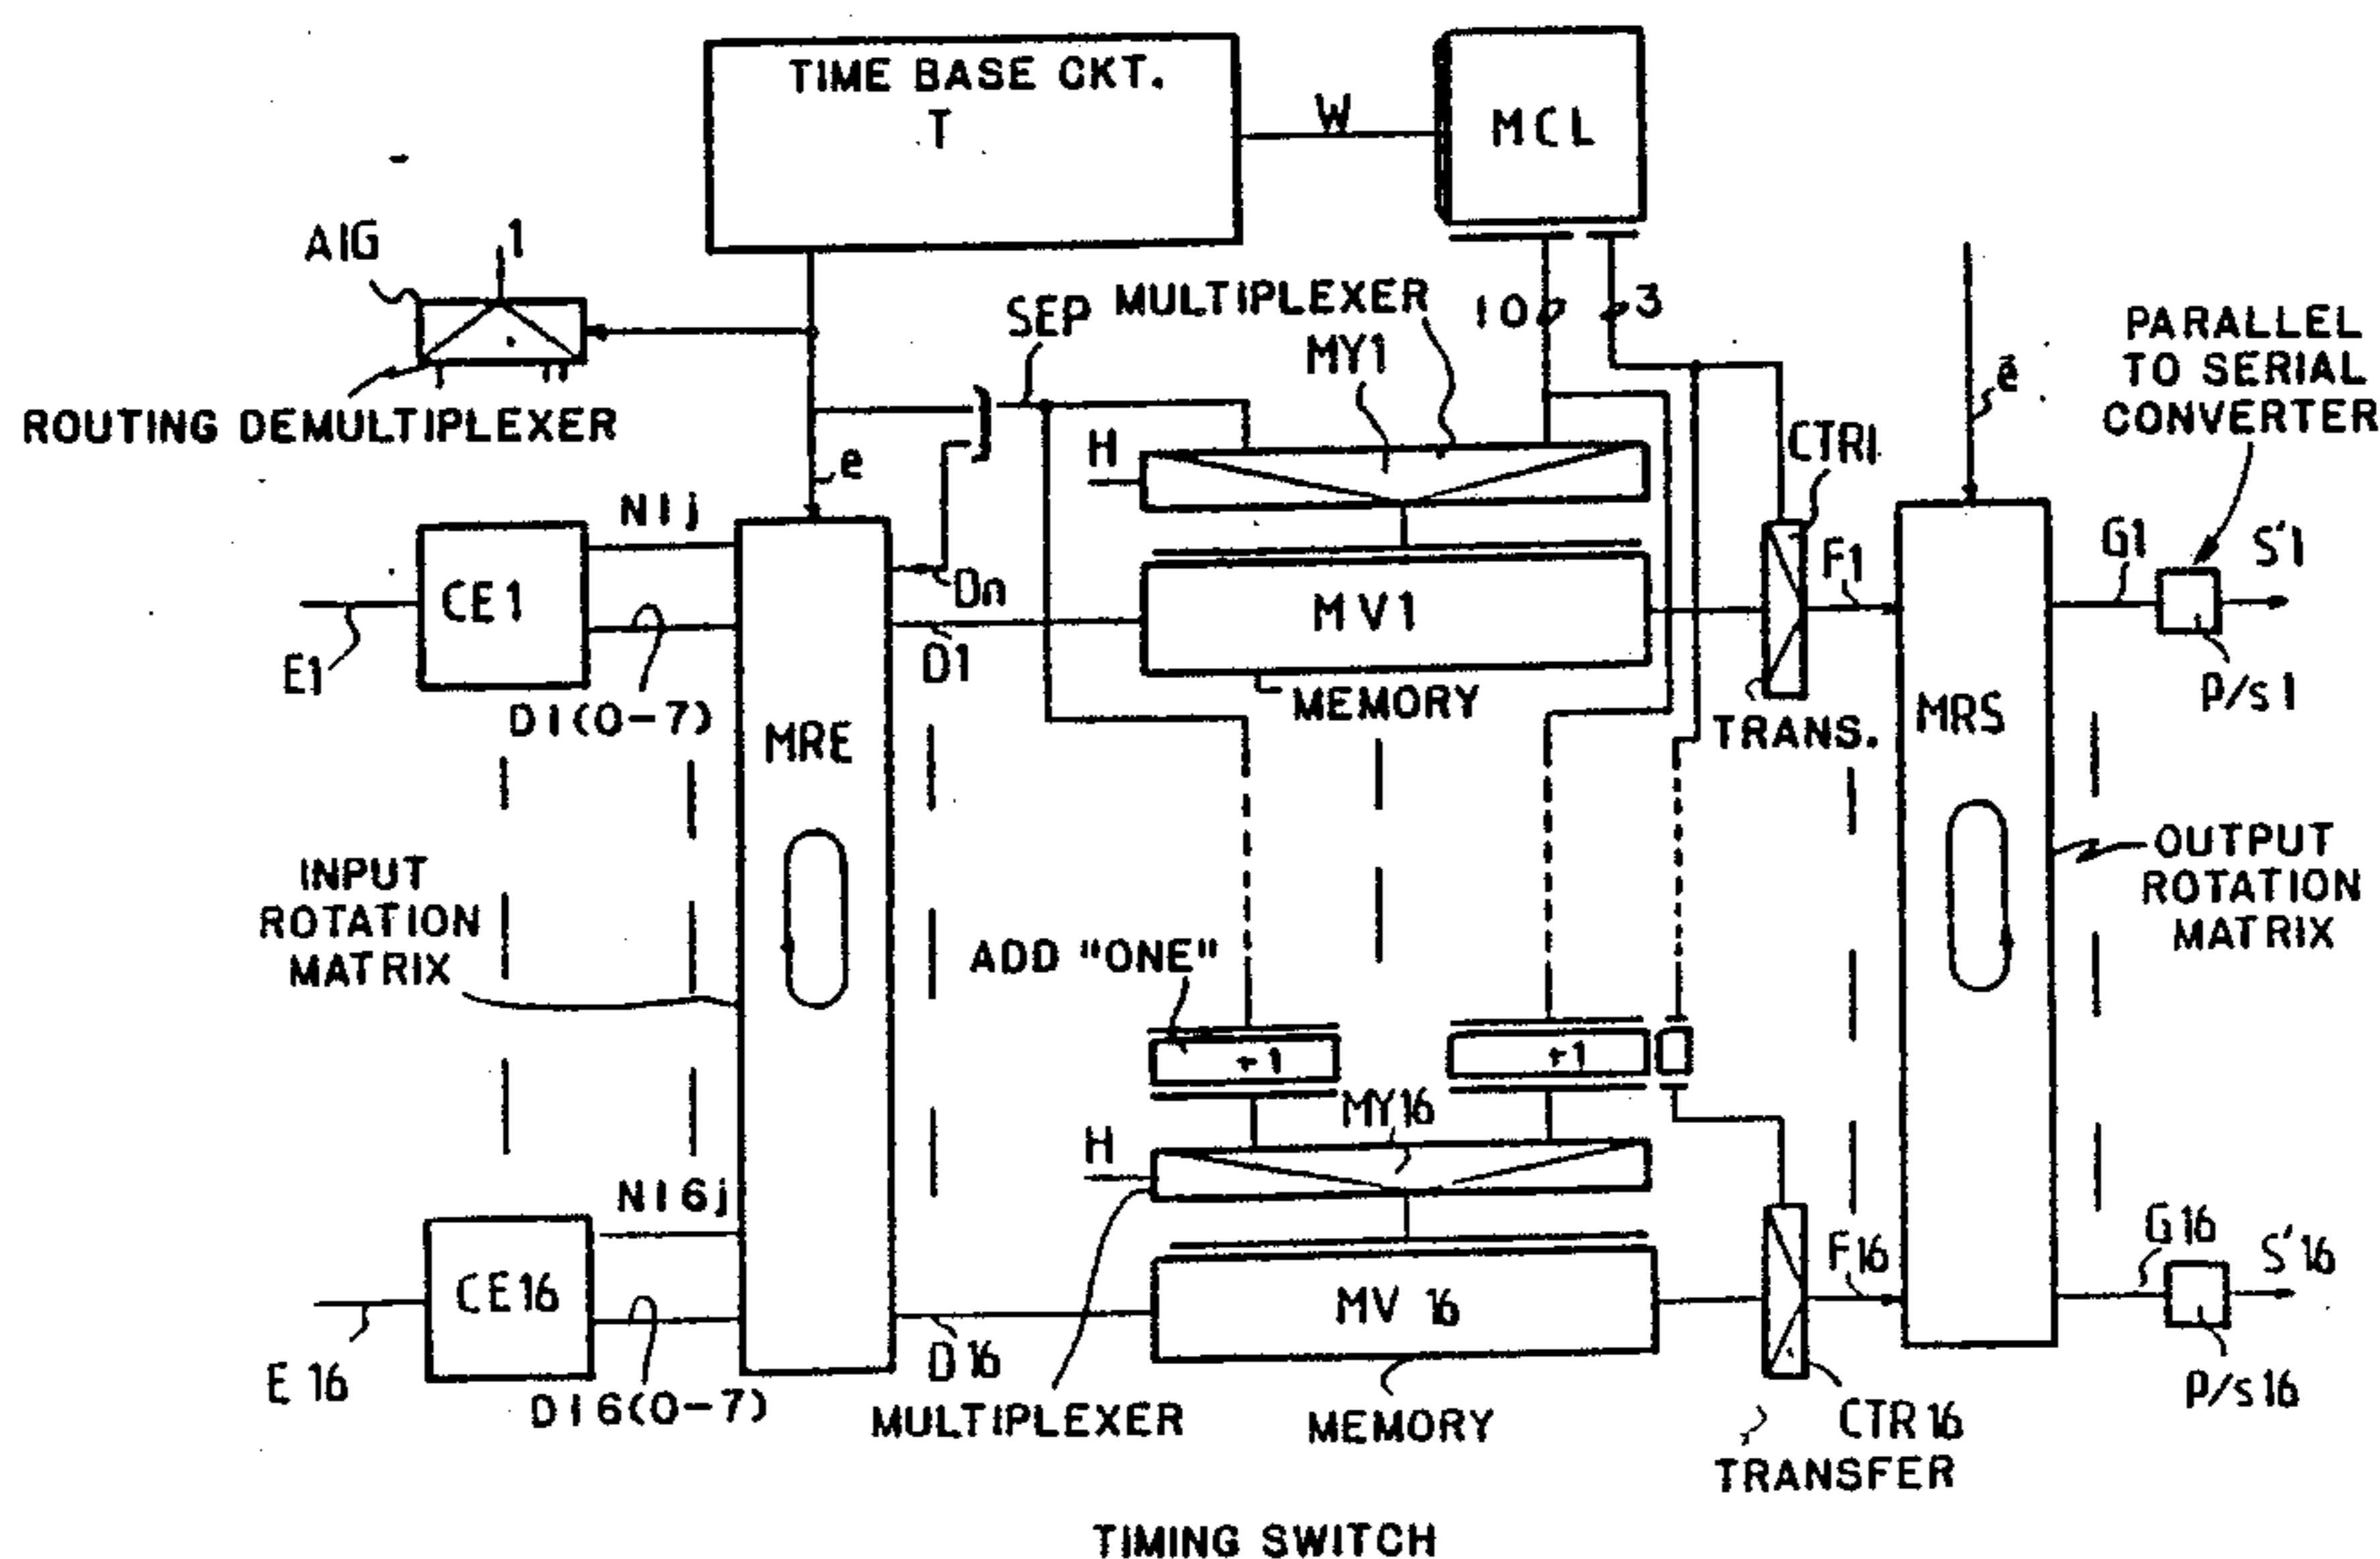 TIME BASE CKT.
T
W
MCL
AIG
1
SEP
MULTIPLEXER
MY1
10
3
PARALLEL
TO SERIAL
CONVERTER
ROUTING DEMULTIPLEXER
e
H
CTR1
ē
N1j
CE1
E1
D1(0-7)
Dn
D1
MV1
MEMORY
F1
TRANS.
G1
S'1
P/s1
MRE
MRS
INPUT
ROTATION
MATRIX
OUTPUT
ROTATION
MATRIX
ADD "ONE"
+1
+1
MY16
H
N16j
CE16
E16
D16(0-7)
D16
MV 16
MULTIPLEXER
MEMORY
F16
CTR16
TRANSFER
G16
S'16
P/s16
TIMING SWITCH